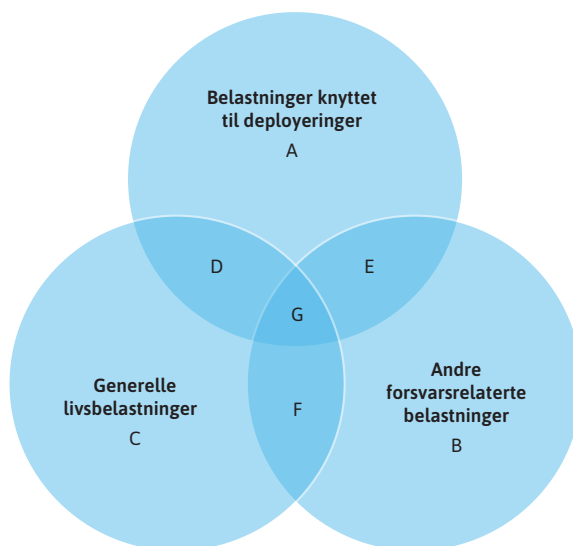 Belastninger knyttet
til deployeringer
A
D
E
G
Generelle
livsbelastninger
C
F
Andre
forsvarsrelaterte
belastninger
B